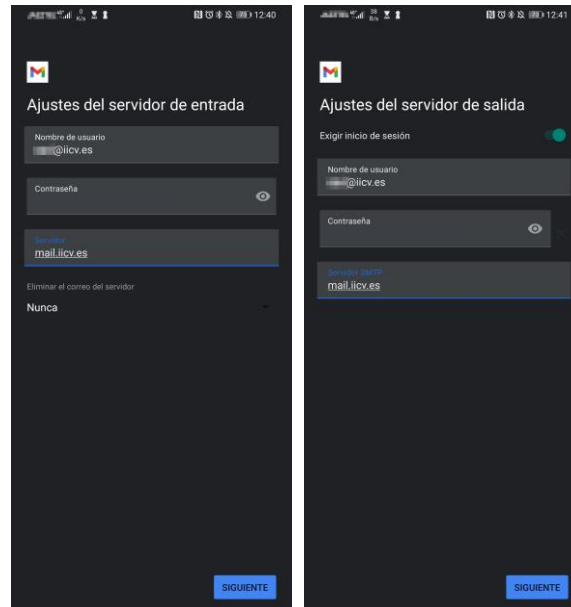 12:40
Ajustes del servidor de entrada
Nombre de usuario
@iicv.es
Contraseña
Servidor
mail.iicv.es
Eliminar el correo del servidor
Nunca
SIGUIENTE
12:41
Ajustes del servidor de salida
Exigir inicio de sesión
Nombre de usuario
@iicv.es
Contraseña
Servidor SMTP
mail.iicv.es
SIGUIENTE